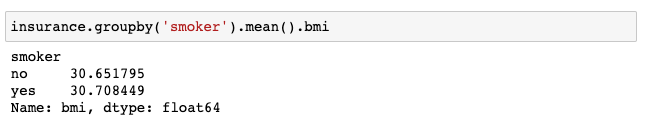 insurance.groupby('smoker').mean().bmi
smoker
no     30.651795
yes    30.708449
Name: bmi, dtype: float64